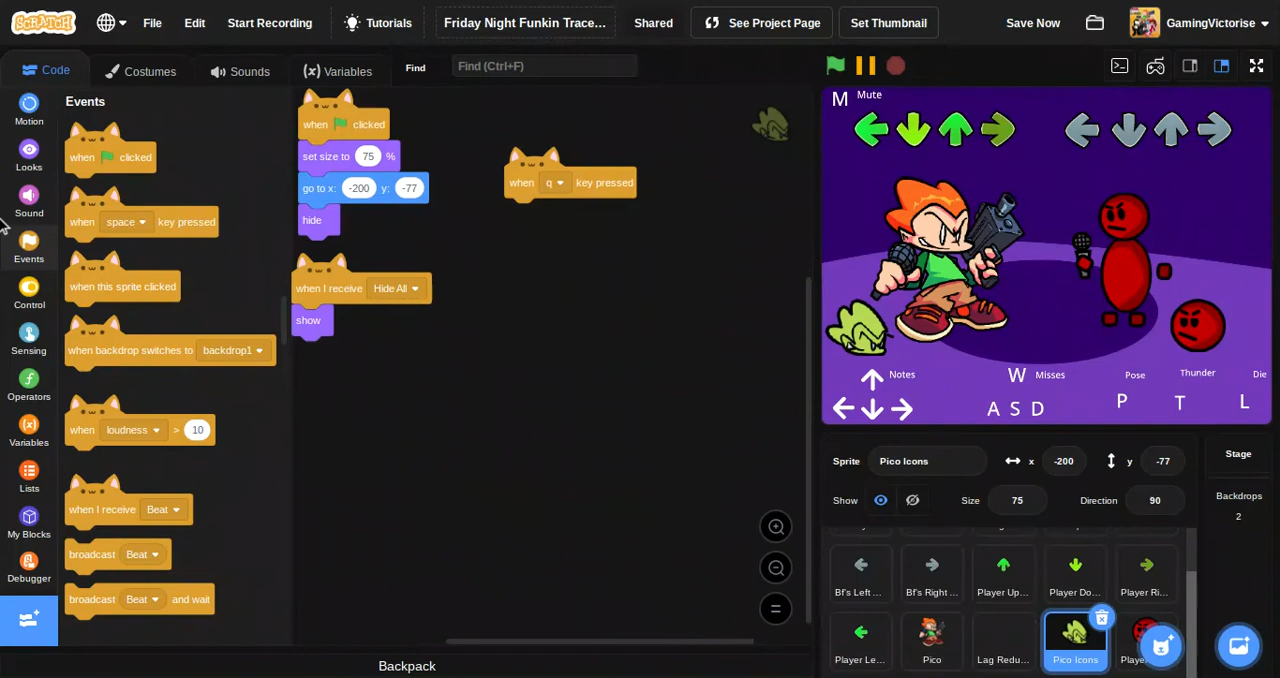 SCRATCH
File
Edit
Start Recording
Tutorials
Friday Night Funkin Trace...
Shared
See Project Page
Set Thumbnail
Save Now
GamingVictorise
Code
Costumes
Sounds
(x) Variables
Find
Find (Ctrl+F)
Motion
Looks
Sound
Events
Control
Sensing
Operators
Variables
Lists
My Blocks
Debugger
Events
when clicked
when space key pressed
when this sprite clicked
when backdrop switches to backdrop1
when loudness > 10
when I receive Beat
broadcast Beat
broadcast Beat and wait
when clicked
set size to 75 %
go to x: -200 y: -77
hide
when I receive Hide All
show
when q key pressed
Backpack
M Mute
Notes
W Misses
A S D
Pose
P
Thunder
T
Die
L
Sprite Pico Icons x -200 y -77
Show Size 75 Direction 90
Bf's Left ...
Bf's Right ...
Player Up...
Player Do...
Player Ri...
Player Le...
Pico
Lag Redu...
Pico Icons
Stage
Backdrops
2